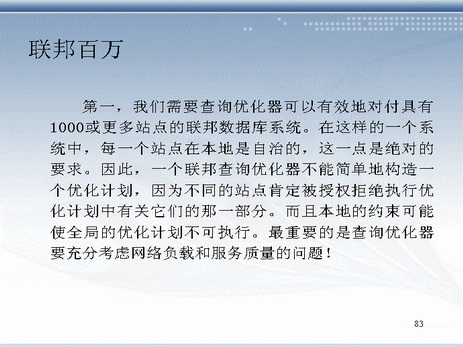 联邦百万
第一，我们需要查询优化器可以有效地对付具有
1000或更多站点的联邦数据库系统。在这样的一个系
统中，每一个站点在本地是自治的，这一点是绝对的
要求。因此，一个联邦查询优化器不能简单地构造一
个优化计划，因为不同的站点肯定被授权拒绝执行优
化计划中有关它们的那一部分。而且本地的约束可能
使全局的优化计划不可执行。最重要的是查询优化器
要充分考虑网络负载和服务质量的问题！
83